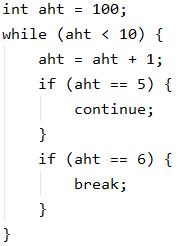 int aht = 100;
while (aht < 10) {
    aht = aht + 1;
    if (aht == 5) {
        continue;
    }
    if (aht == 6) {
        break;
    }
}